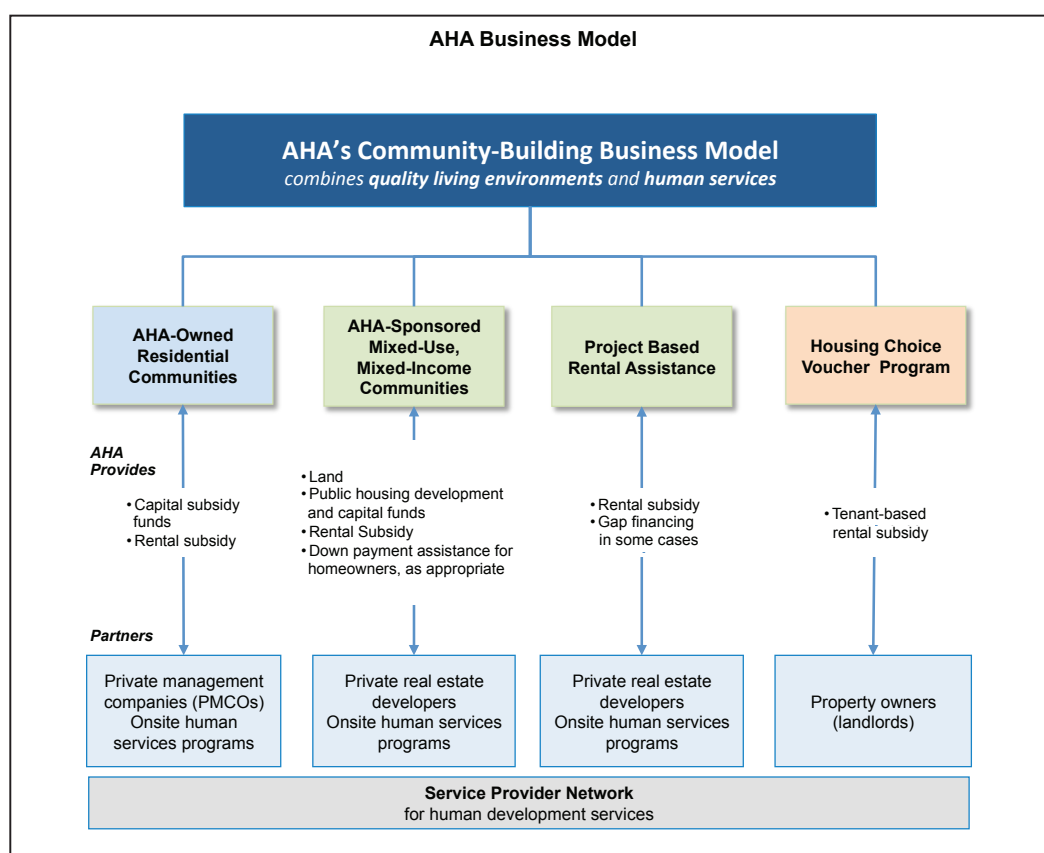 AHA Business Model
AHA's Community-Building Business Model
combines quality living environments and human services
AHA-Owned
Residential
Communities
AHA-Sponsored
Mixed-Use,
Mixed-Income
Communities
Project Based
Rental Assistance
Housing Choice
Voucher Program
AHA
Provides
• Capital subsidy
funds
• Rental subsidy
• Land
• Public housing development
and capital funds
• Rental Subsidy
• Down payment assistance for
homeowners, as appropriate
• Rental subsidy
• Gap financing
in some cases
• Tenant-based
rental subsidy
Partners
Private management
companies (PMCOs)
Onsite human
services programs
Private real estate
developers
Onsite human services
programs
Private real estate
developers
Onsite human services
programs
Property owners
(landlords)
Service Provider Network
for human development services